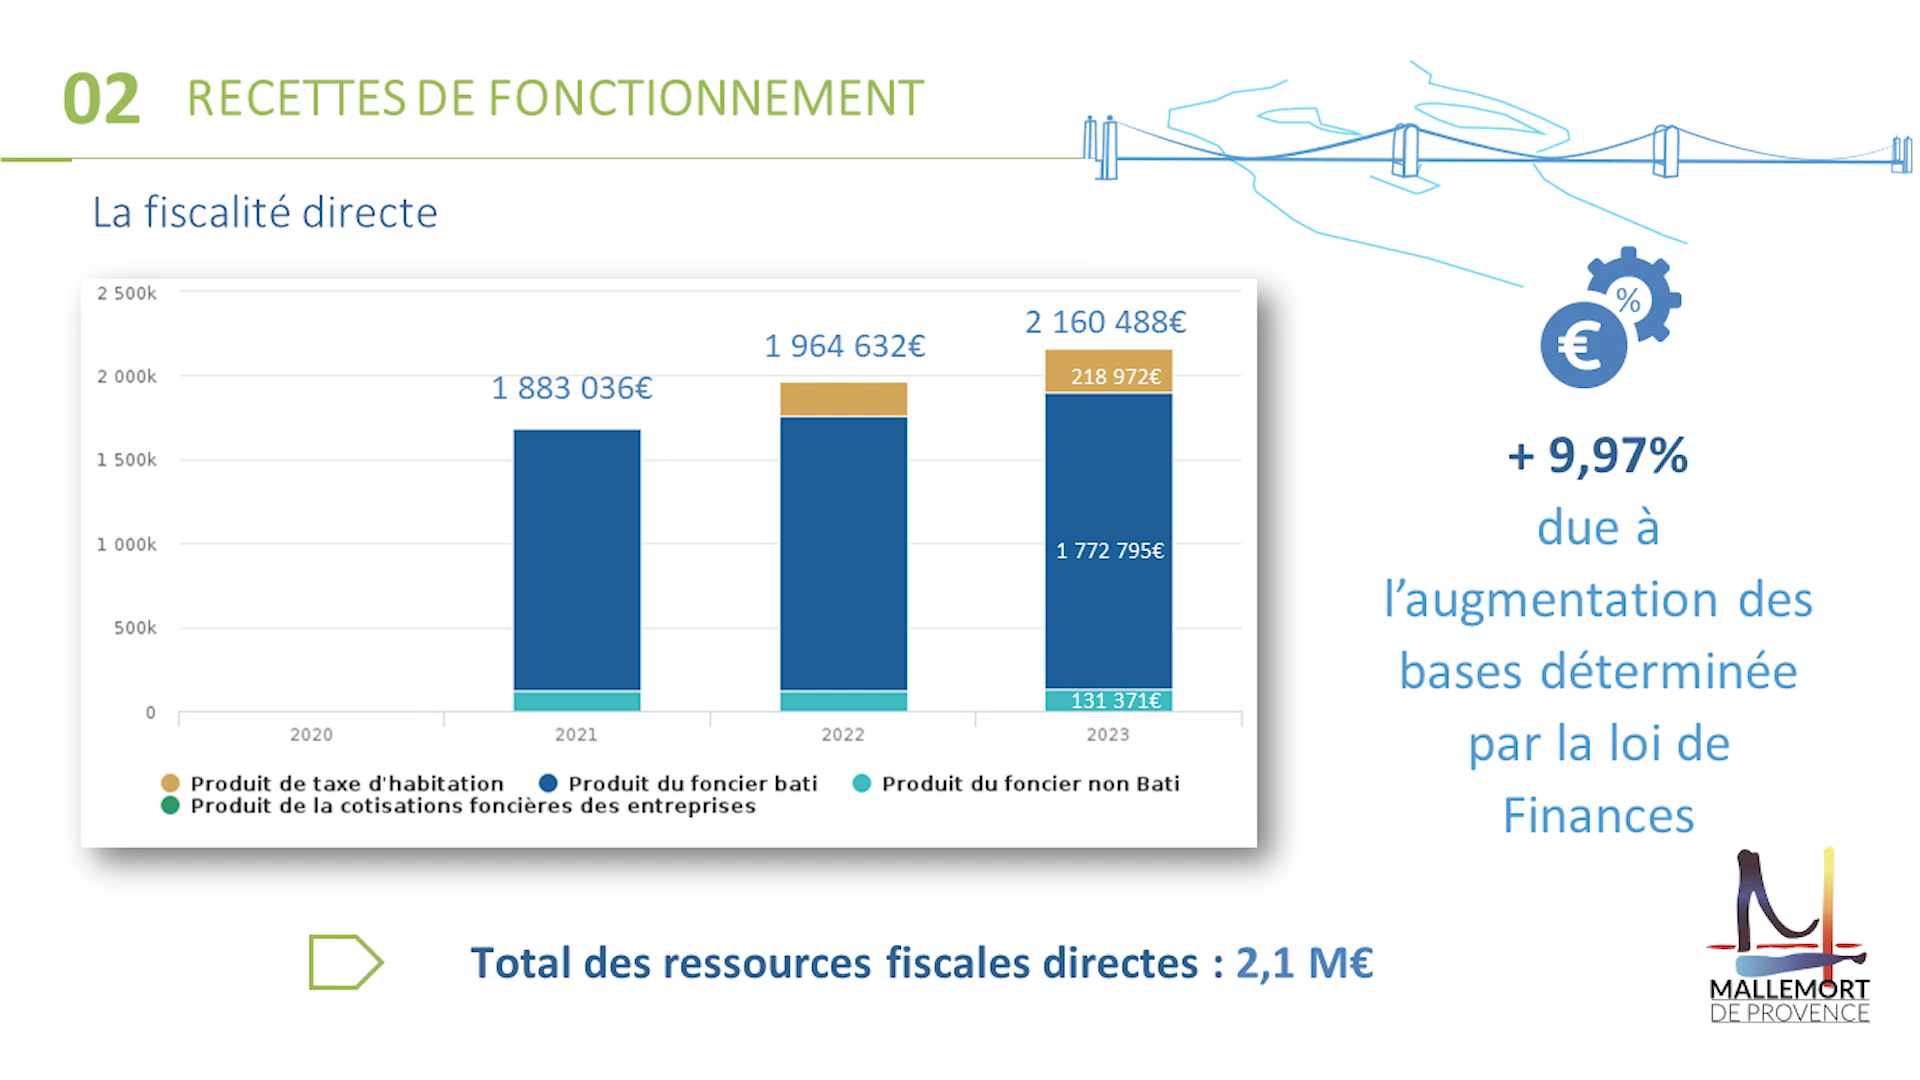 02 RECETTES DE FONCTIONNEMENT
La fiscalité directe
2 500k
2 000k
1 500k
1 000k
500k
0
1 883 036€
1 964 632€
2 160 488€
218 972€
1 772 795€
131 371€
2020 2021 2022 2023
Produit de taxe d'habitation Produit du foncier bati Produit du foncier non Bati
Produit de la cotisations foncières des entreprises
%
€
+ 9,97%
due à
l’augmentation des
bases déterminée
par la loi de
Finances
Total des ressources fiscales directes : 2,1 M€
MALLEMORT
DE PROVENCE